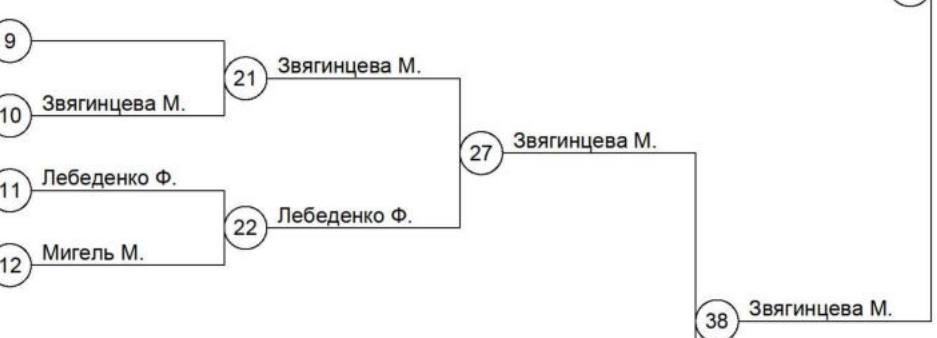 9
21 Звягинцева М.
10 Звягинцева М.
27 Звягинцева М.
11 Лебеденко Ф.
22 Лебеденко Ф.
12 Мигель М.
38 Звягинцева М.